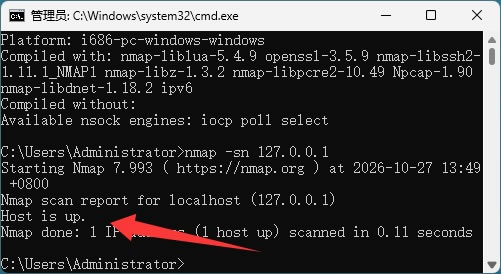 管理员: C:\Windows\system32\cmd.exe
Platform: i686-pc-windows-windows
Compiled with: nmap-liblua-5.4.9 openssl-3.5.9 nmap-libssh2-
1.11.1_NMAP1 nmap-libz-1.3.2 nmap-libpcre2-10.49 Npcap-1.90
nmap-libdnet-1.18.2 ipv6
Compiled without:
Available nsock engines: iocp poll select
C:\Users\Administrator>nmap -sn 127.0.0.1
Starting Nmap 7.993 ( https://nmap.org ) at 2026-10-27 13:49
+0800
Nmap scan report for localhost (127.0.0.1)
Host is up.
Nmap done: 1 IP (1 host up) scanned in 0.11 seconds
C:\Users\Administrator>